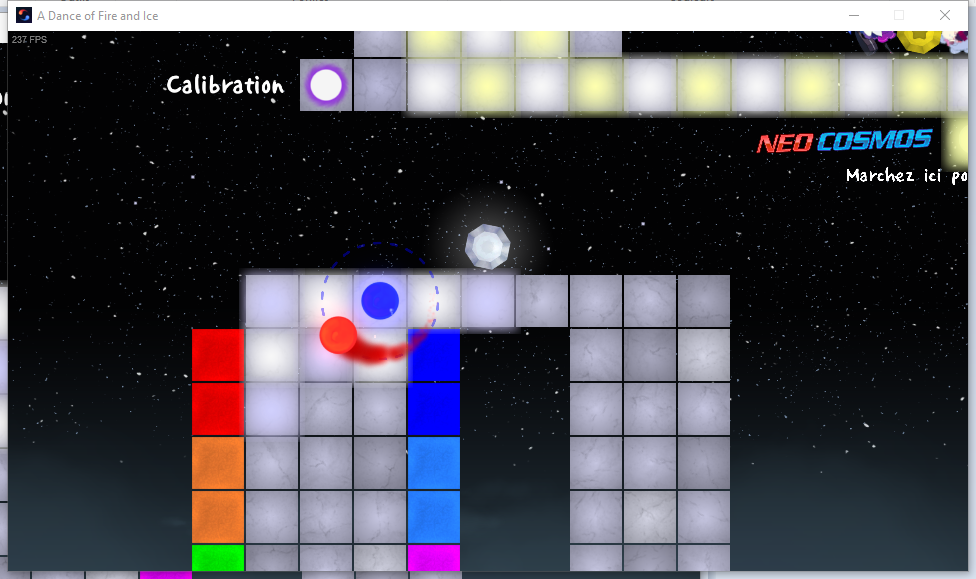 A Dance of Fire and Ice
237 FPS
Calibration
NEO COSMOS
Marchez ici po